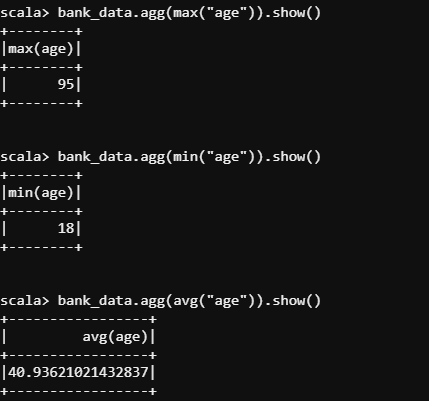 scala> bank_data.agg(max("age")).show()
+--------+
|max(age)|
+--------+
|      95|
+--------+
scala> bank_data.agg(min("age")).show()
+--------+
|min(age)|
+--------+
|      18|
+--------+
scala> bank_data.agg(avg("age")).show()
+-----------------+
|         avg(age)|
+-----------------+
|40.93621021432837|
+-----------------+